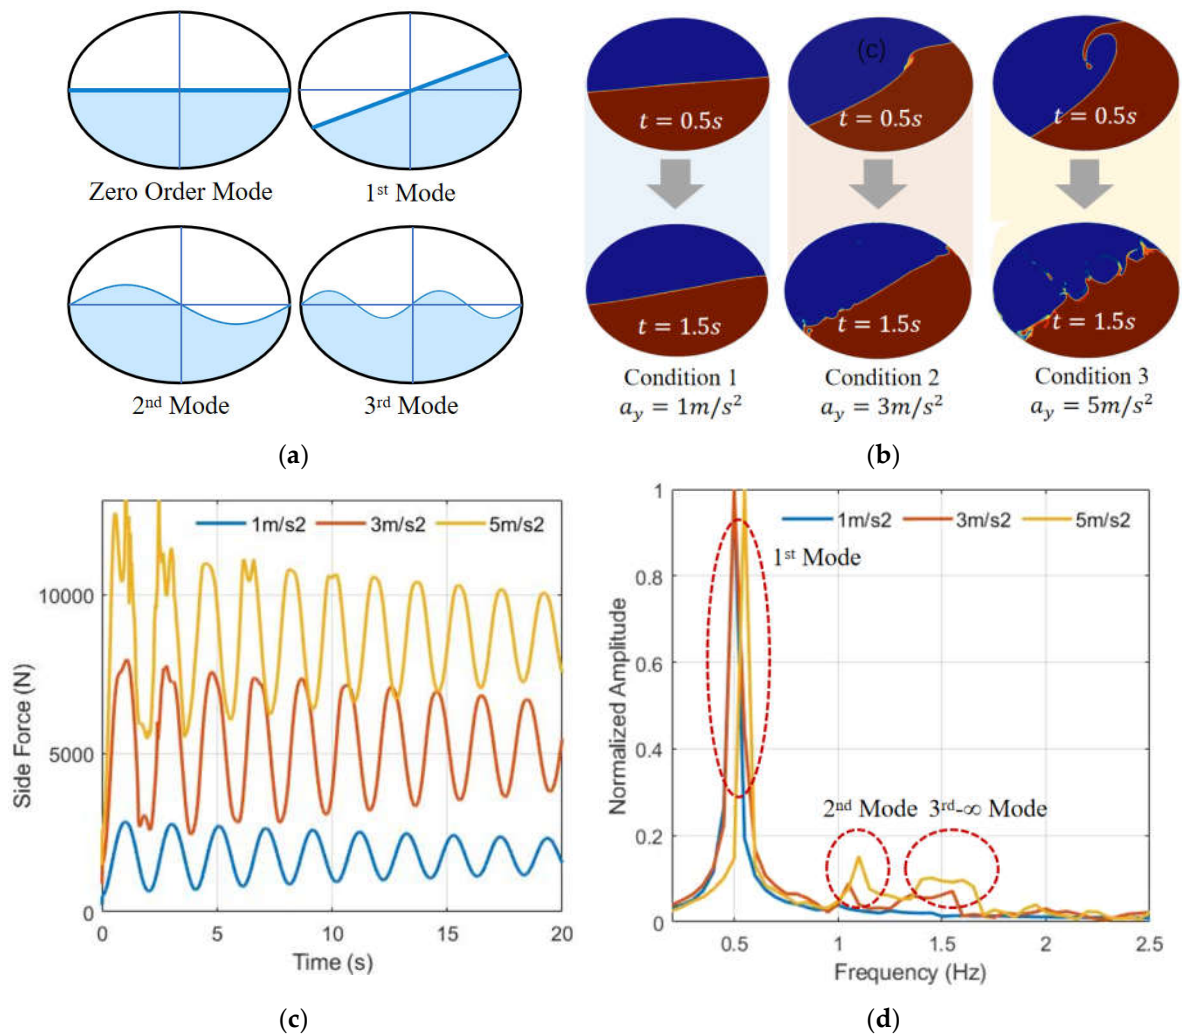 Zero Order Mode
1st Mode
2nd Mode
3rd Mode
(a)
(c)
t = 0.5s
t = 0.5s
t = 0.5s
t = 1.5s
t = 1.5s
t = 1.5s
Condition 1
a_y = 1m/s²
Condition 2
a_y = 3m/s²
Condition 3
a_y = 5m/s²
(b)
1m/s2
3m/s2
5m/s2
10000
5000
0
Side Force (N)
0
5
10
15
20
Time (s)
(c)
1m/s2
3m/s2
5m/s2
1st Mode
2nd Mode
3rd-∞ Mode
1
0.8
0.6
0.4
0.2
0
Normalized Amplitude
0.5
1
1.5
2
2.5
Frequency (Hz)
(d)